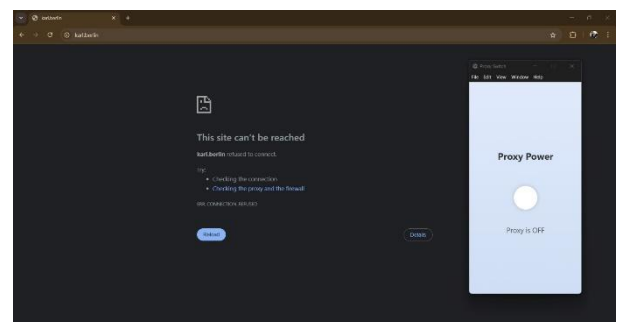 karl.berlin
karl.berlin
This site can't be reached
karl.berlin refused to connect.
Try:
• Checking the connection
• Checking the proxy and the firewall
ERR_CONNECTION_REFUSED
Reload
Details
Proxy Switch
File Edit View Window Help
Proxy Power
Proxy is OFF